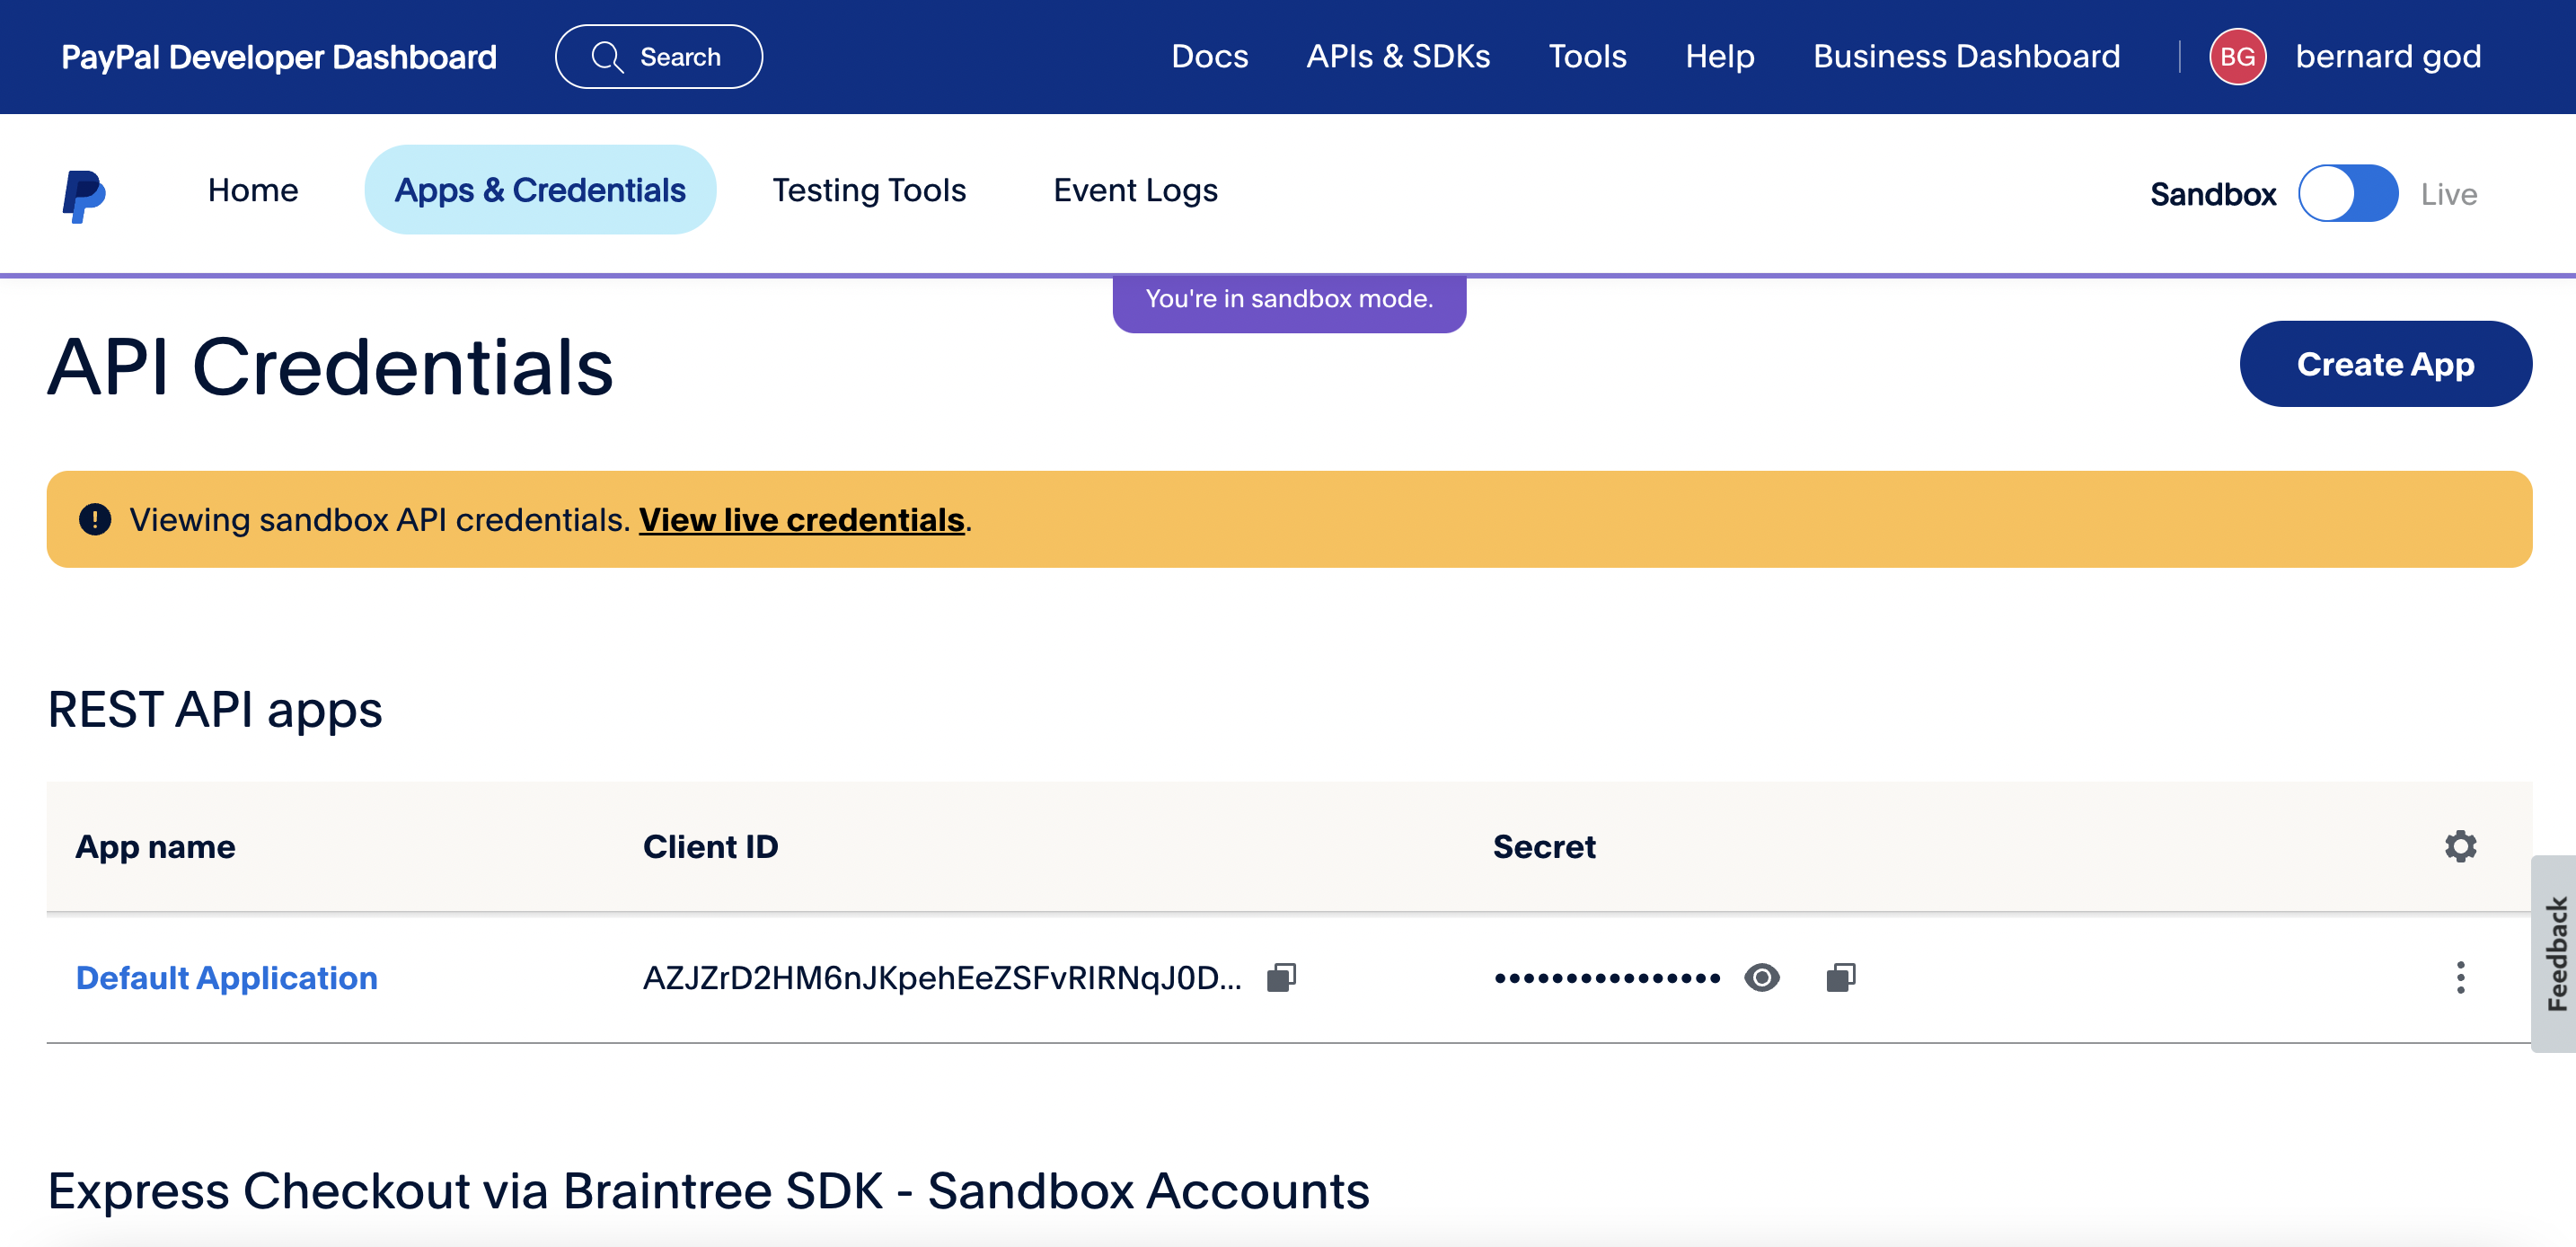 PayPal Developer Dashboard Search Docs APIs & SDKs Tools Help Business Dashboard BG bernard god
Home Apps & Credentials Testing Tools Event Logs Sandbox Live
You're in sandbox mode.
API Credentials Create App
Viewing sandbox API credentials. View live credentials.
REST API apps
App name Client ID Secret
Default Application AZJZrD2HM6nJKpehEeZSFvRIRNqJ0D... ••••••••••••••••
Feedback
Express Checkout via Braintree SDK - Sandbox Accounts